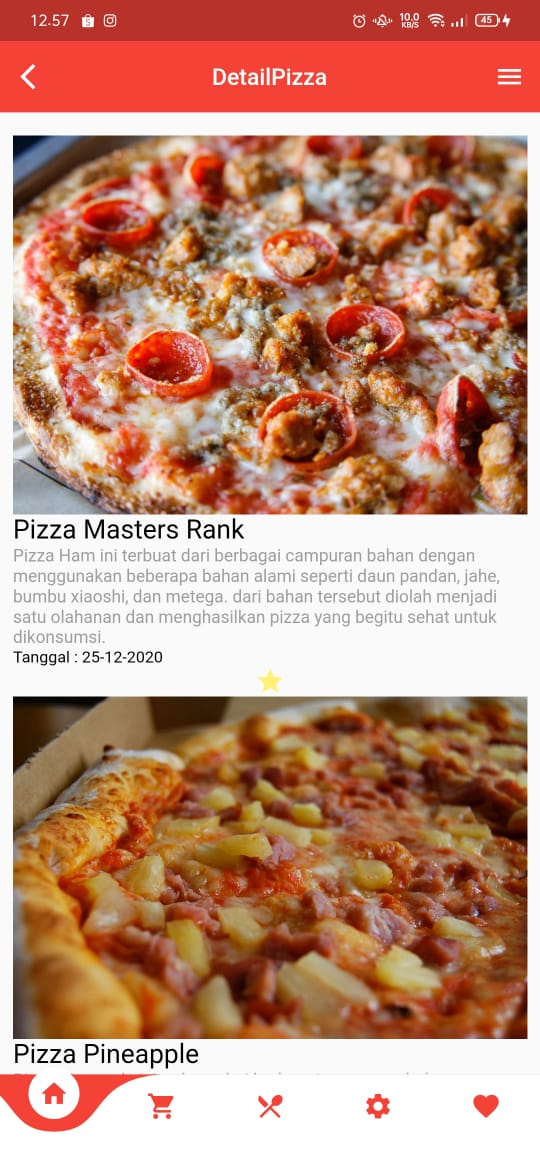 12.57
10.0
KB/S
45
DetailPizza
Pizza Masters Rank
Pizza Ham ini terbuat dari berbagai campuran bahan dengan
menggunakan beberapa bahan alami seperti daun pandan, jahe,
bumbu xiaoshi, dan metega. dari bahan tersebut diolah menjadi
satu olahanan dan menghasilkan pizza yang begitu sehat untuk
dikonsumsi.
Tanggal : 25-12-2020
Pizza Pineapple